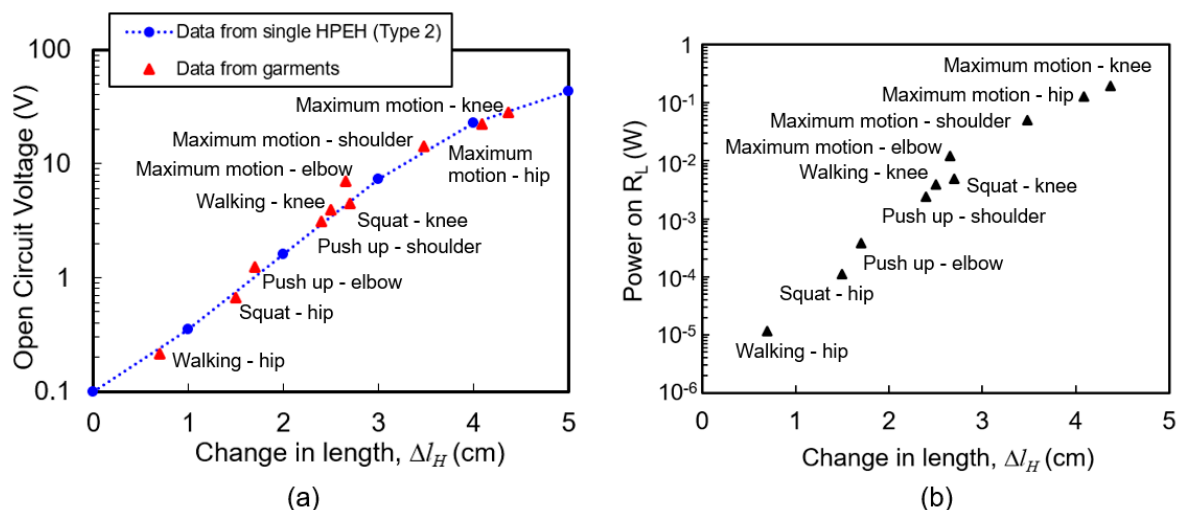 Data from single HPEH (Type 2)
Data from garments
Open Circuit Voltage (V)
100
10
1
0.1
Maximum motion - knee
Maximum motion - shoulder
Maximum motion - elbow
Maximum
motion - hip
Walking - knee
Squat - knee
Push up - shoulder
Push up - elbow
Squat - hip
Walking - hip
0 1 2 3 4 5
Change in length, Δl_H (cm)
(a)
Power on R_L (W)
1
10⁻¹
10⁻²
10⁻³
10⁻⁴
10⁻⁵
10⁻⁶
Maximum motion - knee
Maximum motion - hip
Maximum motion - shoulder
Maximum motion - elbow
Walking - knee
Squat - knee
Push up - shoulder
Push up - elbow
Squat - hip
Walking - hip
0 1 2 3 4 5
Change in length, Δl_H (cm)
(b)